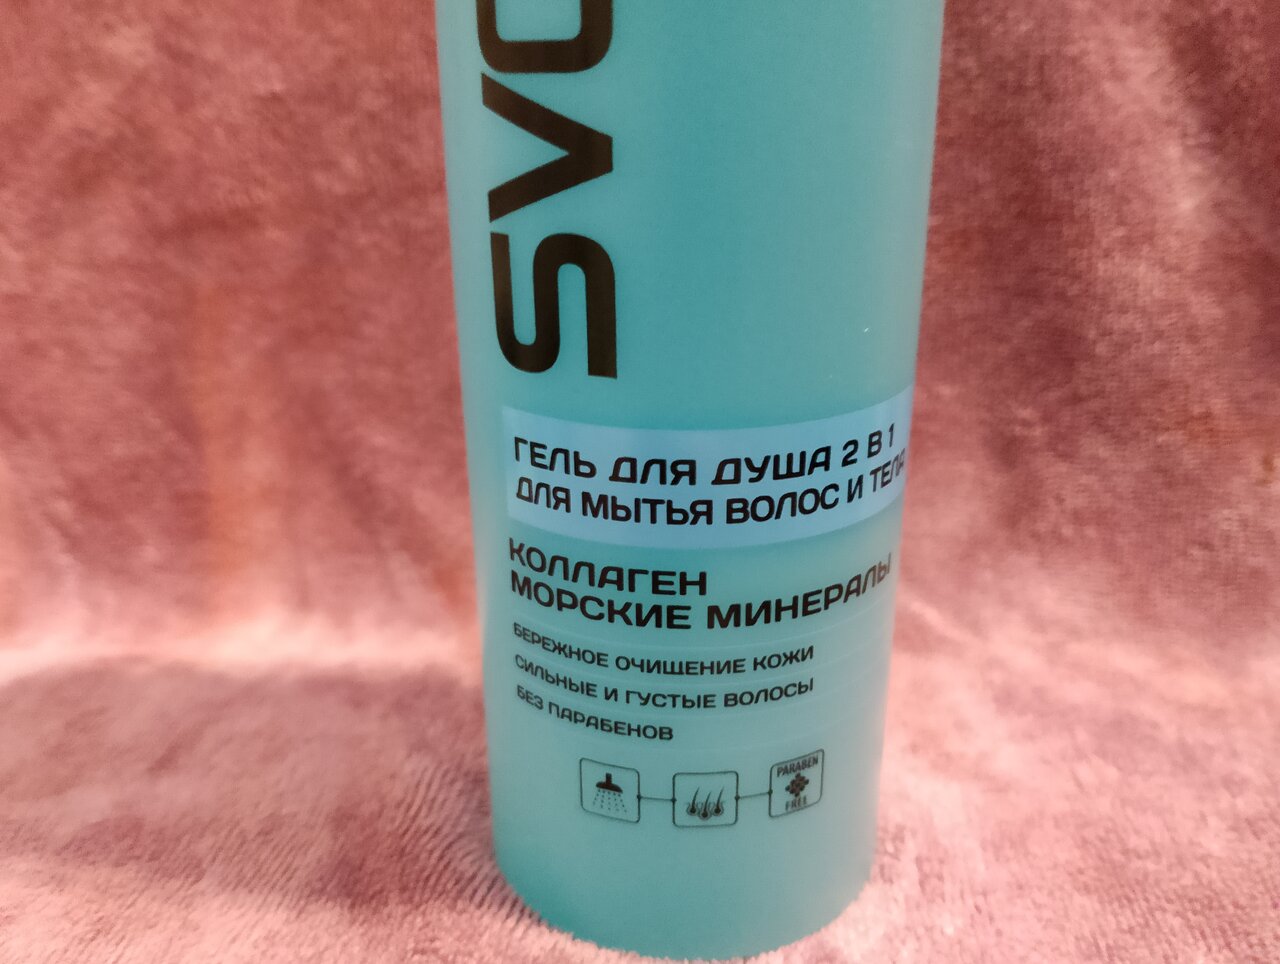 SVO
ГЕЛЬ ДЛЯ ДУША 2 В 1
ДЛЯ МЫТЬЯ ВОЛОС И ТЕЛА
КОЛЛАГЕН
МОРСКИЕ МИНЕРАЛЫ
БЕРЕЖНОЕ ОЧИЩЕНИЕ КОЖИ
СИЛЬНЫЕ И ГУСТЫЕ ВОЛОСЫ
БЕЗ ПАРАБЕНОВ
PARABEN
FREE